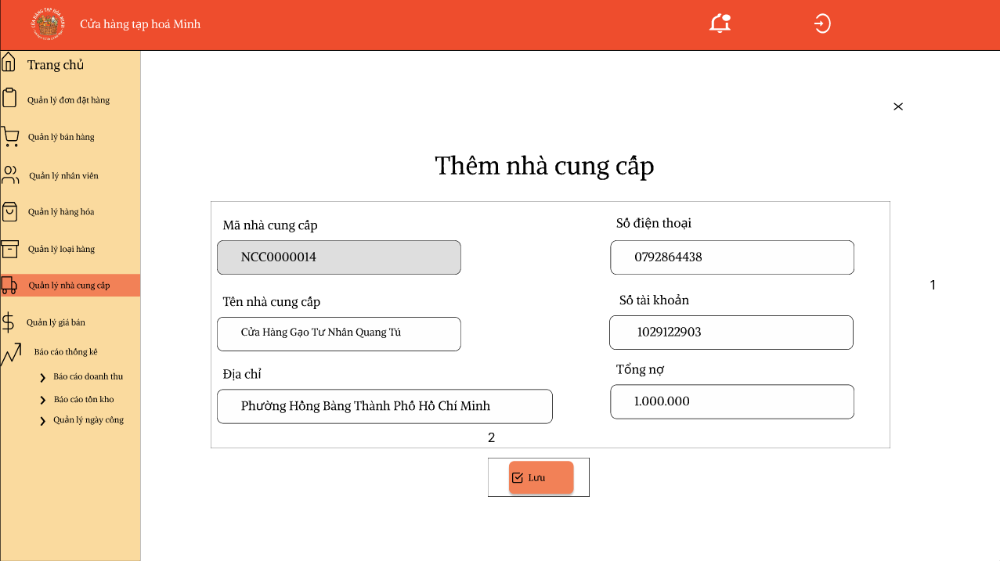 CỬA HÀNG TẠP HÓA MINH
Cửa hàng tạp hoá Minh
Trang chủ
Quản lý đơn đặt hàng
Quản lý bán hàng
Quản lý nhân viên
Quản lý hàng hóa
Quản lý loại hàng
Quản lý nhà cung cấp
Quản lý giá bán
Báo cáo thống kê
Báo cáo doanh thu
Báo cáo tồn kho
Quản lý ngày công
Thêm nhà cung cấp
Mã nhà cung cấp
NCC0000014
Số điện thoại
0792864438
Tên nhà cung cấp
Cửa Hàng Gạo Tư Nhân Quang Tú
Số tài khoản
1029122903
Địa chỉ
Phường Hồng Bàng Thành Phố Hồ Chí Minh
Tổng nợ
1.000.000
1
2
Lưu